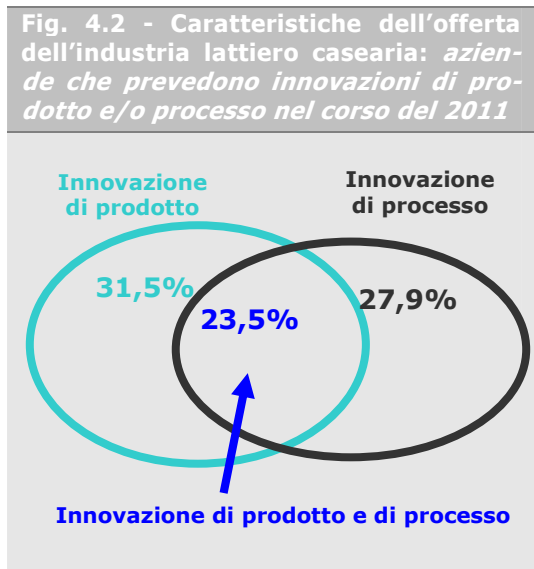 Fig. 4.2 - Caratteristiche dell'offerta
dell'industria lattiero casearia: azien-
de che prevedono innovazioni di pro-
dotto e/o processo nel corso del 2011
Innovazione
di prodotto
Innovazione
di processo
31,5%
23,5%
27,9%
Innovazione di prodotto e di processo